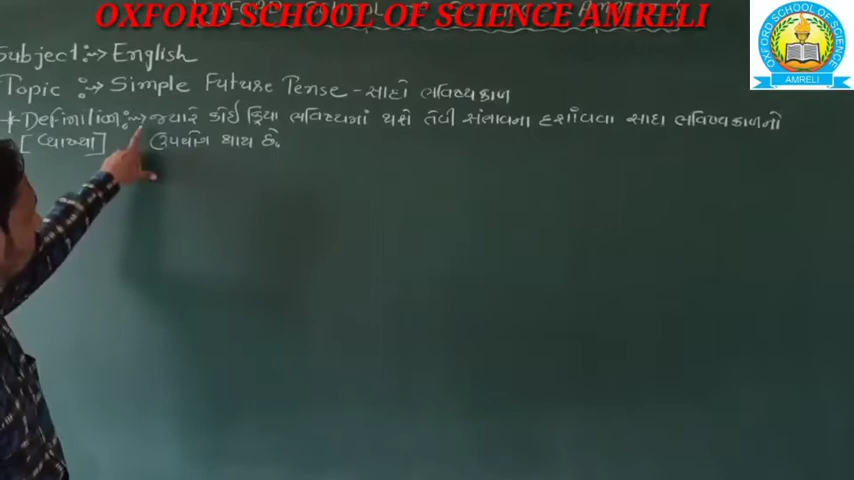 OXFORD SCHOOL OF SCIENCE AMRELI
OXFORD SCHOOL OF SCIENCE
AMRELI
Subject :-> English
Topic :-> Simple Future Tense - સાદો ભવિષ્યકાળ
* Definition :-> જ્યારે કોઈ ક્રિયા ભવિષ્યમાં થશે તેવી સંભાવના દર્શાવવા સાદા ભવિષ્યકાળનો
[વ્યાખ્યા] ઉપયોગ થાય છે.